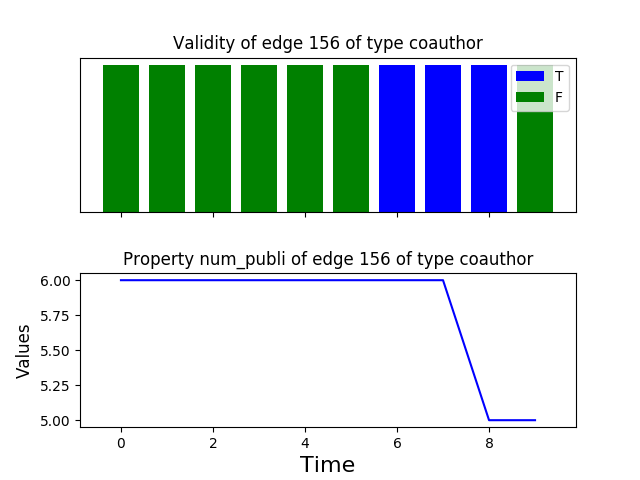 Validity of edge 156 of type coauthor
T
F
Property num_publi of edge 156 of type coauthor
6.00
5.75
5.50
5.25
5.00
Values
0 2 4 6 8
Time